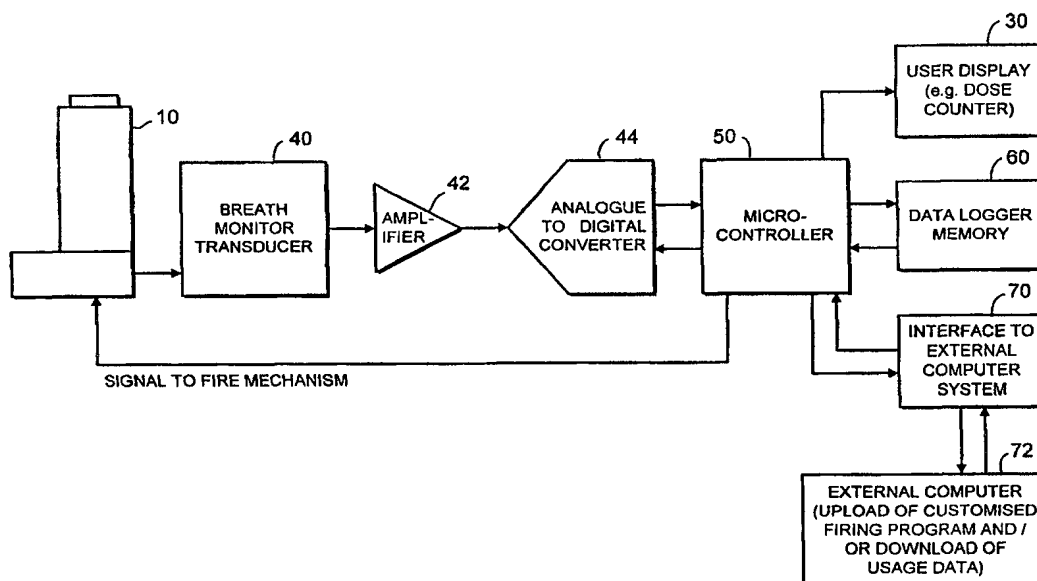 10
40
BREATH
MONITOR
TRANSDUCER
42
AMPL-
IFIER
44
ANALOGUE
TO DIGITAL
CONVERTER
50
MICRO-
CONTROLLER
30
USER DISPLAY
(e.g. DOSE
COUNTER)
60
DATA LOGGER
MEMORY
70
INTERFACE TO
EXTERNAL
COMPUTER
SYSTEM
SIGNAL TO FIRE MECHANISM
72
EXTERNAL COMPUTER
(UPLOAD OF CUSTOMISED
FIRING PROGRAM AND /
OR DOWNLOAD OF
USAGE DATA)